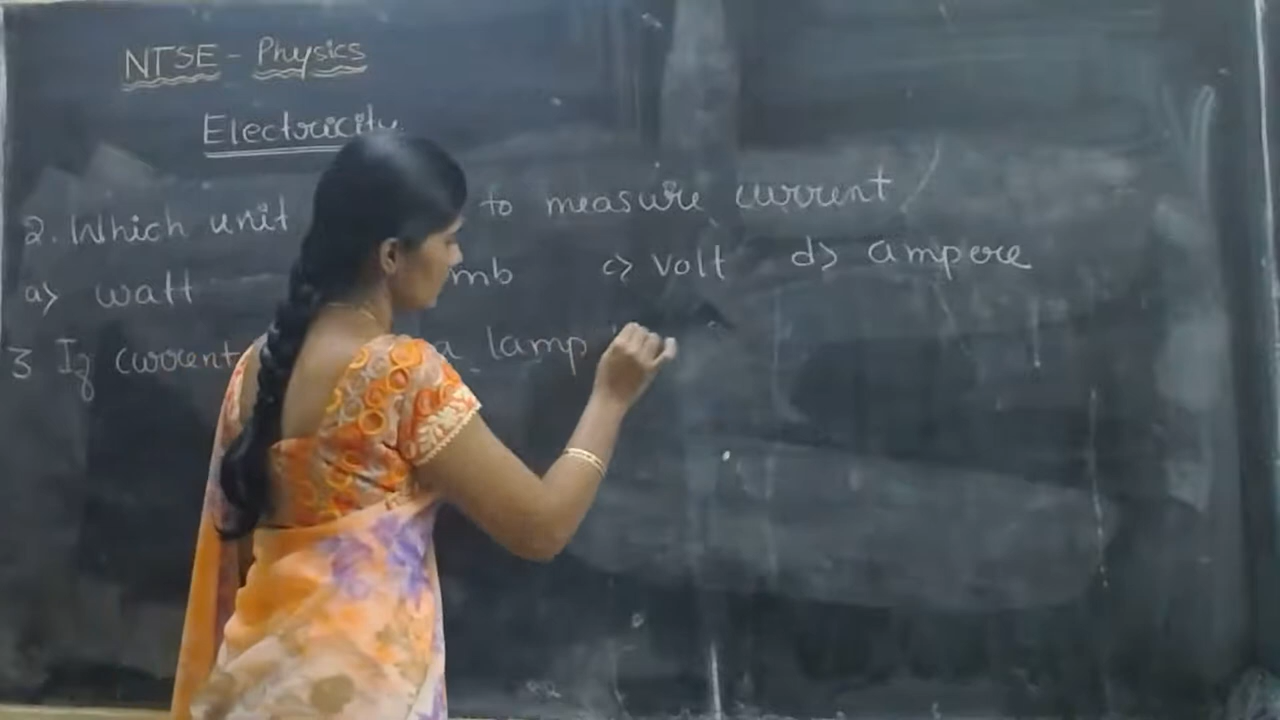 NTSE - Physics
Electricity
2. Which unit to measure current
a> watt mb c> volt d> ampere
3 If current a lamp